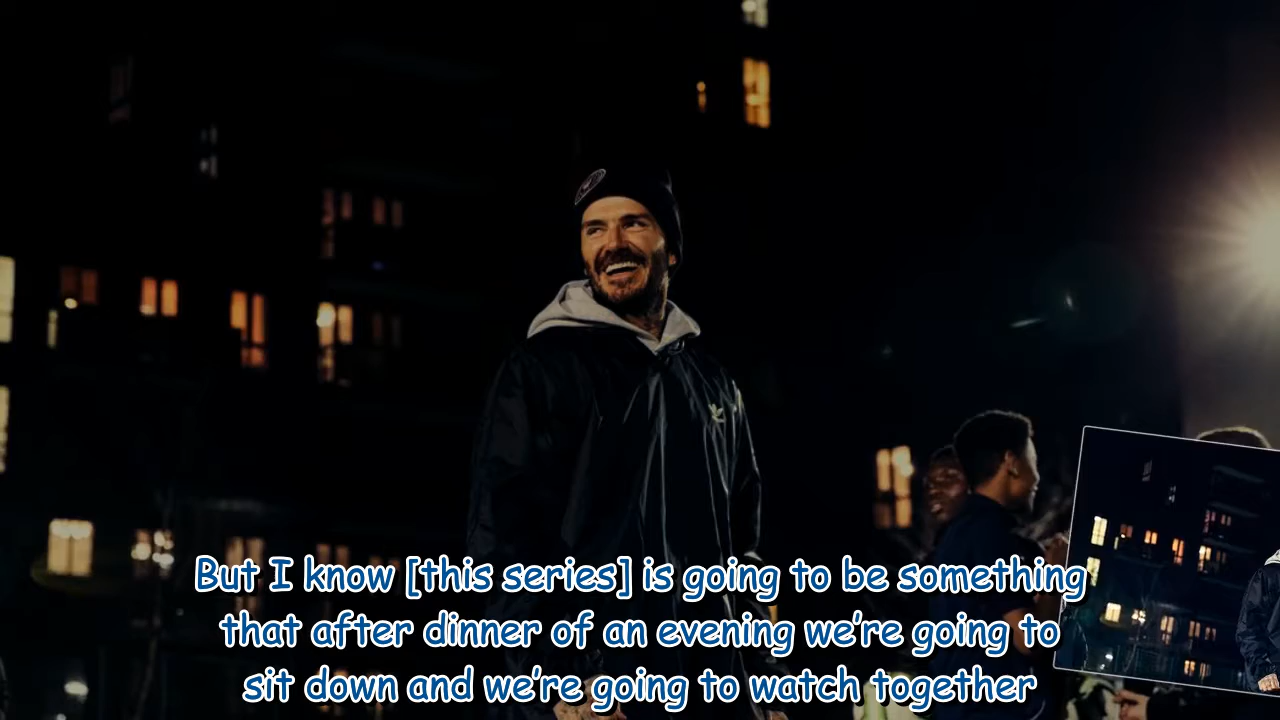 But I know [this series] is going to be something
that after dinner of an evening we're going to
sit down and we're going to watch together